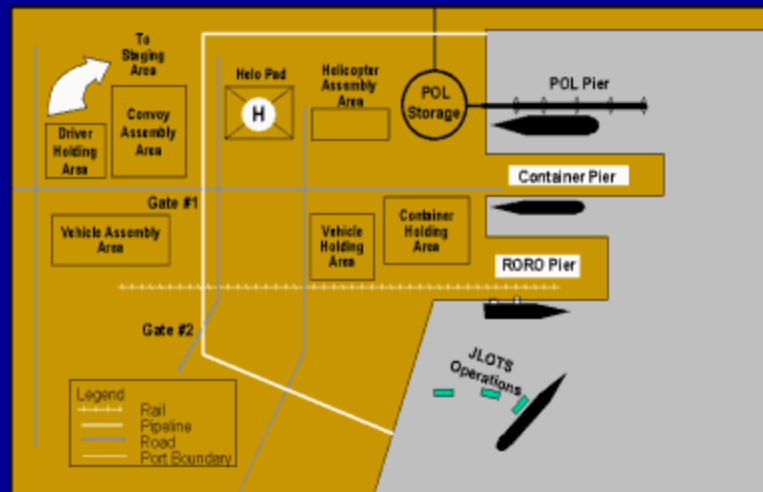 To
Staging
Area
Helo Pad
Helicopter
Assembly
Area
POL
Storage
POL Pier
Driver
Holding
Area
Convoy
Assembly
Area
H
Container Pier
Gate #1
Vehicle Assembly
Area
Vehicle
Holding
Area
Container
Holding
Area
RORO Pier
Gate #2
JLOTS
Operations
Legend
Rail
Pipeline
Road
Port Boundary